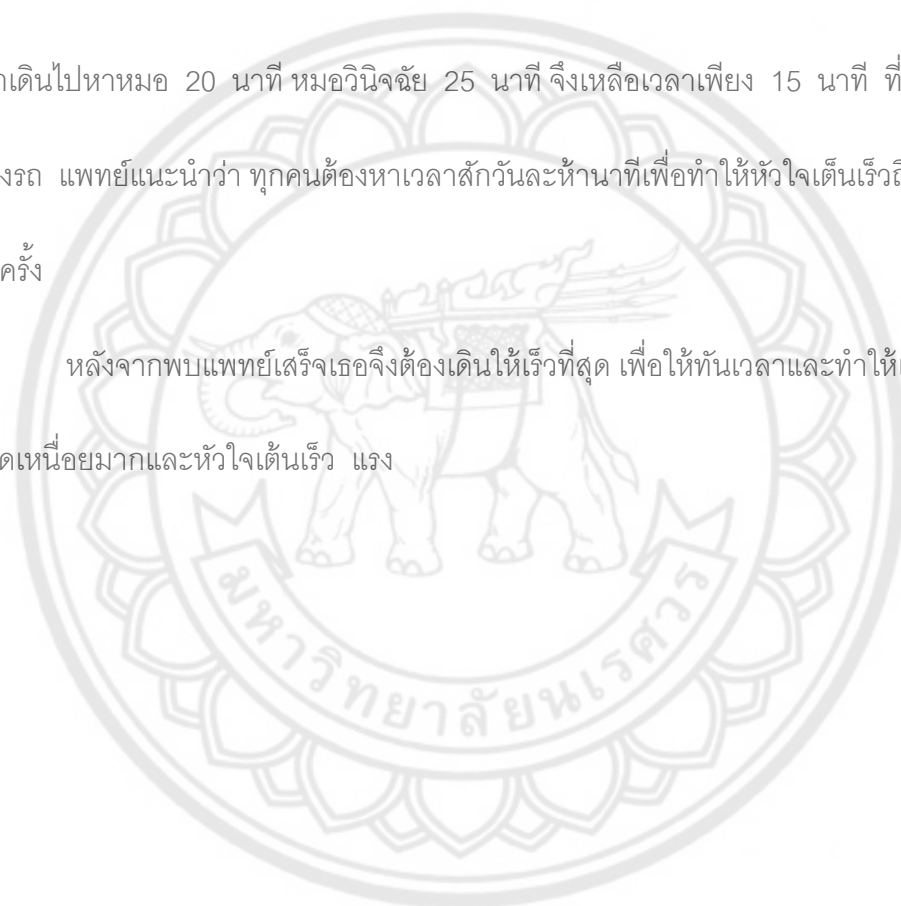 เดินไปหาหมอ 20 นาที หมอวินิจฉัย 25 นาที จึงเหลือเวลาเพียง 15 นาที ที่
งรถ แพทย์แนะนำว่า ทุกคนต้องหาเวลาสักวันละห้านาทีเพื่อทำให้หัวใจเต็นเร็ว
ครั้ง
หลังจากพบแพทย์เสร็จเธอจึงต้องเดินให้เร็วที่สุด เพื่อให้ทันเวลาและทำให้
ดเหนื่อยมากและหัวใจเต้นเร็ว แรง
มหาวิทยาลัยนเรศวร